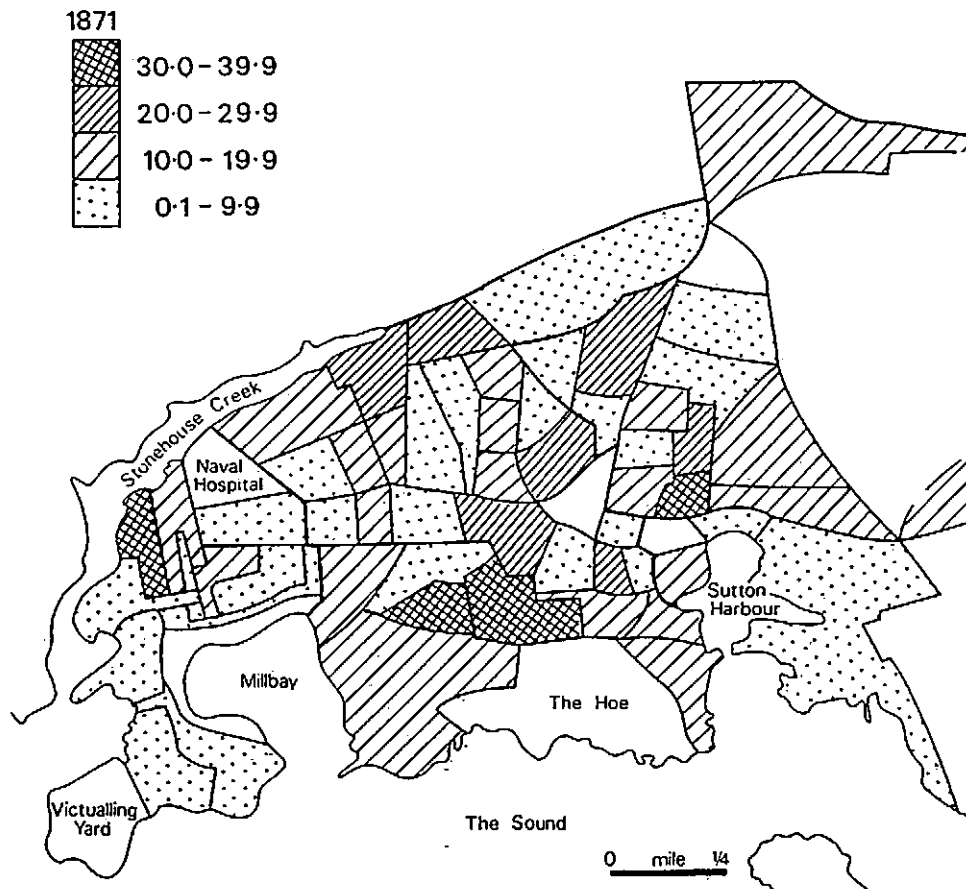 1871
30·0 – 39·9
20·0 – 29·9
10·0 – 19·9
0·1 – 9·9
Stonehouse Creek
Naval
Hospital
Sutton
Harbour
Millbay
The Hoe
Victualling
Yard
The Sound
0 mile ¼